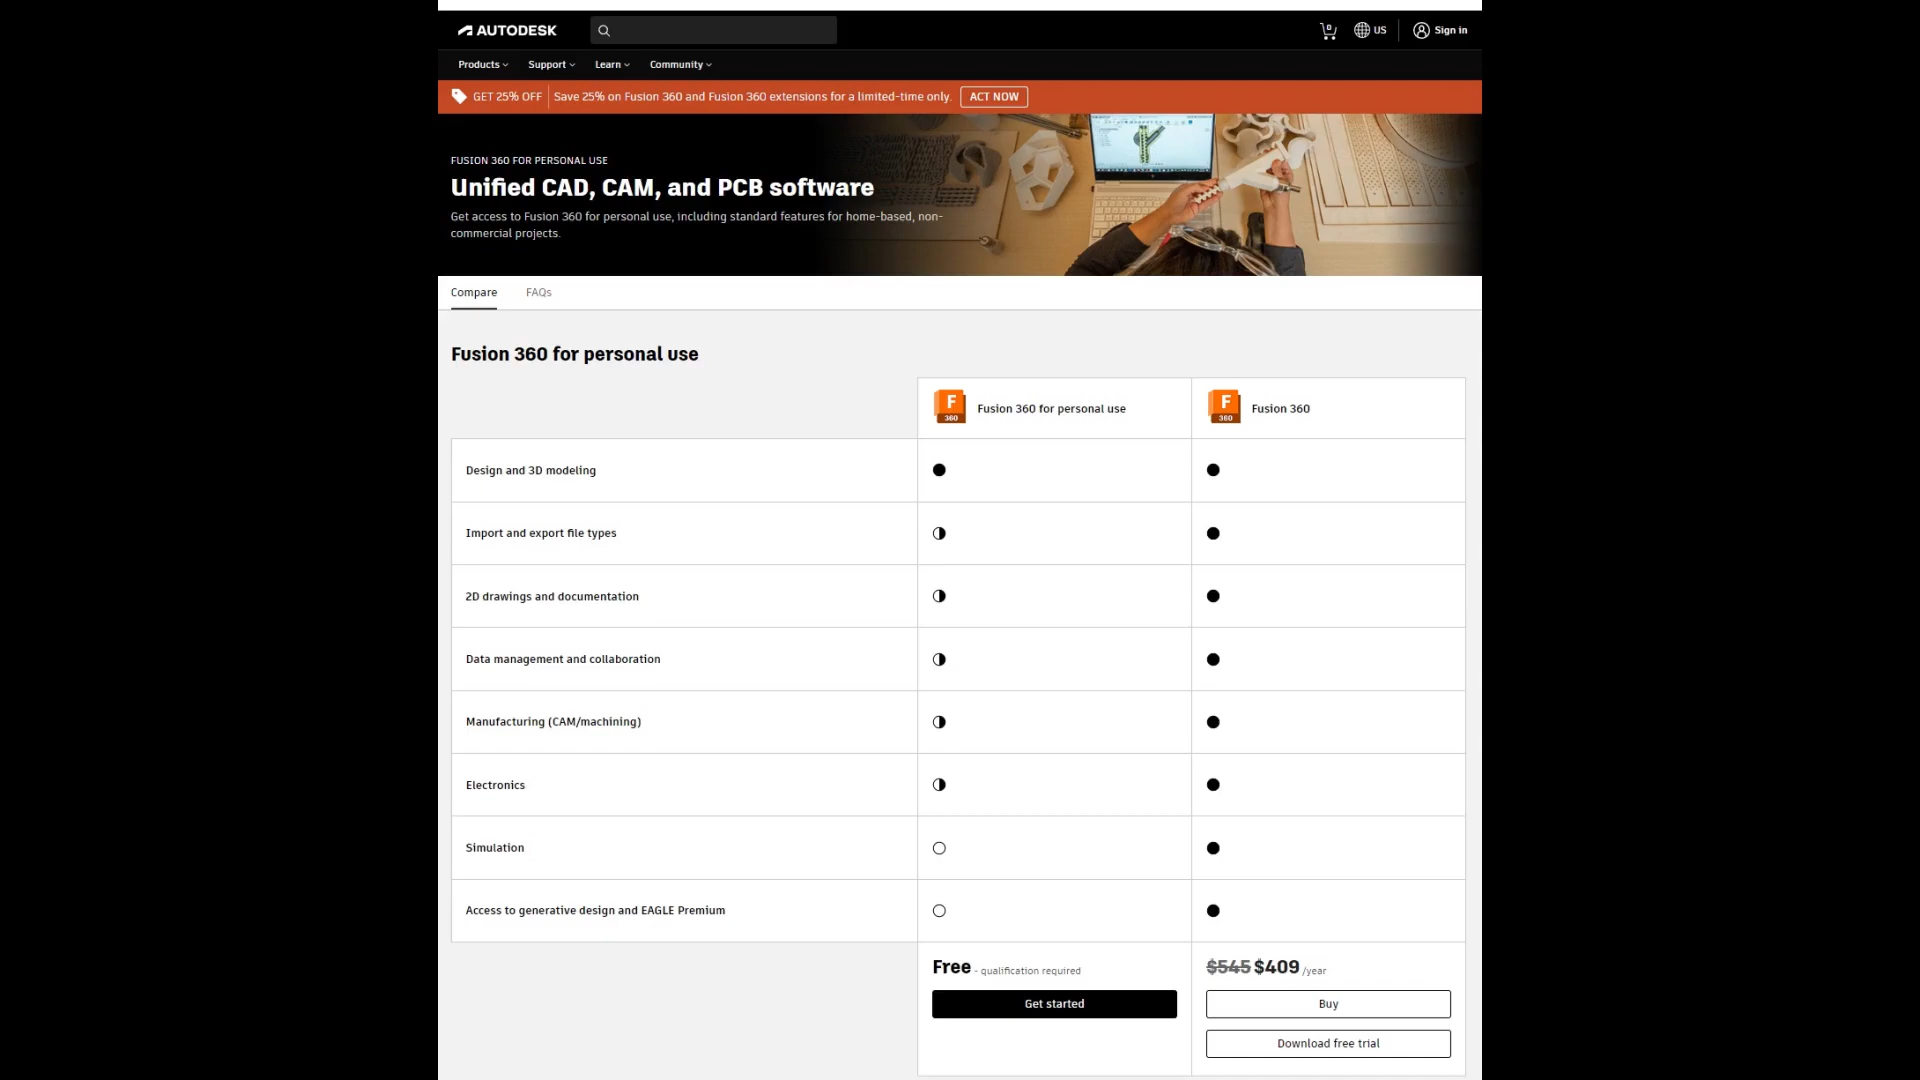 AUTODESK
0
US
Sign in
Products
Support
Learn
Community
GET 25% OFF
Save 25% on Fusion 360 and Fusion 360 extensions for a limited-time only.
ACT NOW
FUSION 360 FOR PERSONAL USE
Unified CAD, CAM, and PCB software
Get access to Fusion 360 for personal use, including standard features for home-based, non-
commercial projects.
Compare
FAQs
Fusion 360 for personal use
F
360
Fusion 360 for personal use
F
360
Fusion 360
Design and 3D modeling
Import and export file types
2D drawings and documentation
Data management and collaboration
Manufacturing (CAM/machining)
Electronics
Simulation
Access to generative design and EAGLE Premium
Free - qualification required
$545 $409 /year
Get started
Buy
Download free trial